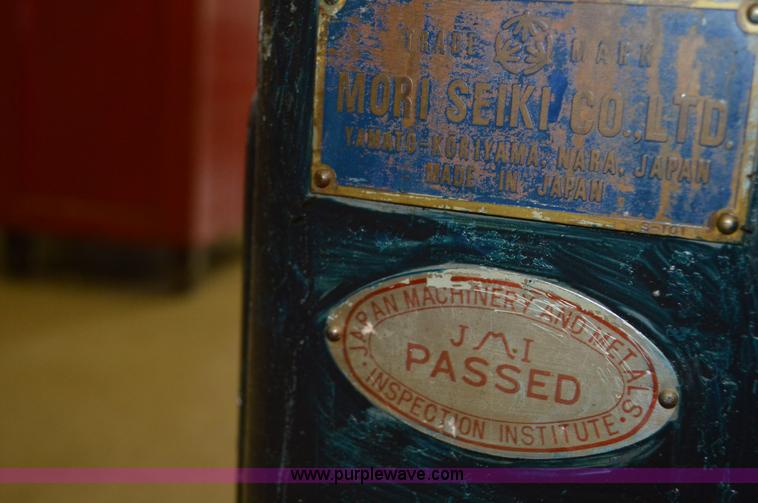 TRADE MARK
MORI SEIKI CO., LTD.
YAMATO-KORIYAMA, NARA, JAPAN
MADE IN JAPAN
S-101
JAPAN MACHINERY AND METALS
J.M.I
PASSED
INSPECTION INSTITUTE
www.purplewave.com